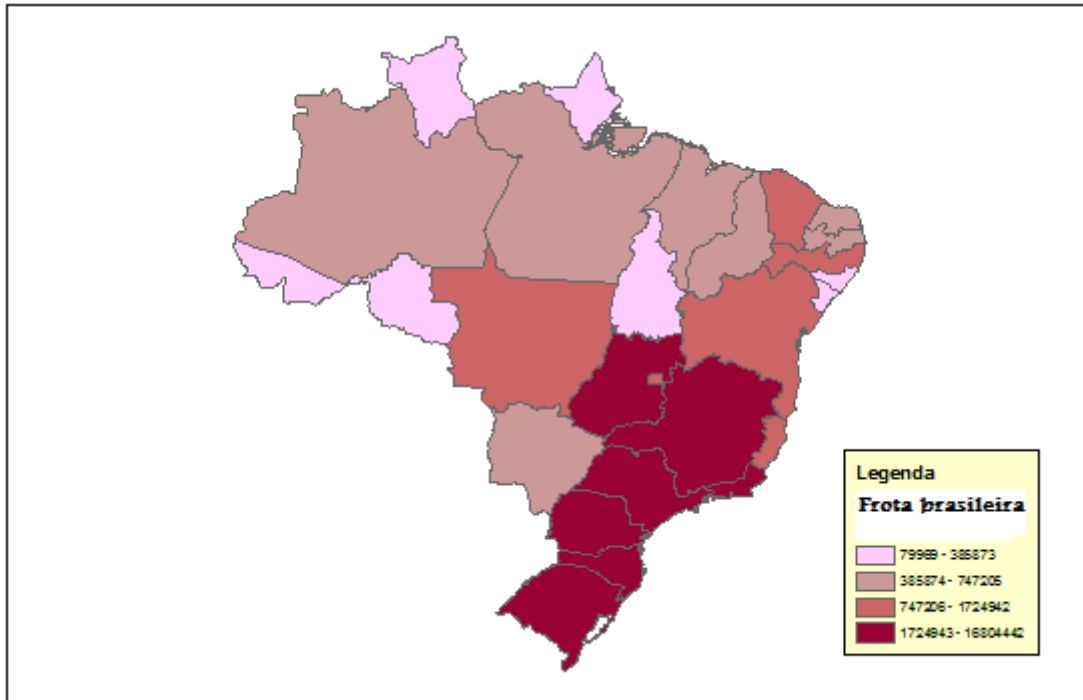 Legenda
Frota brasileira
79969 - 385873
385874 - 747205
747206 - 1724942
1724943 - 16804442